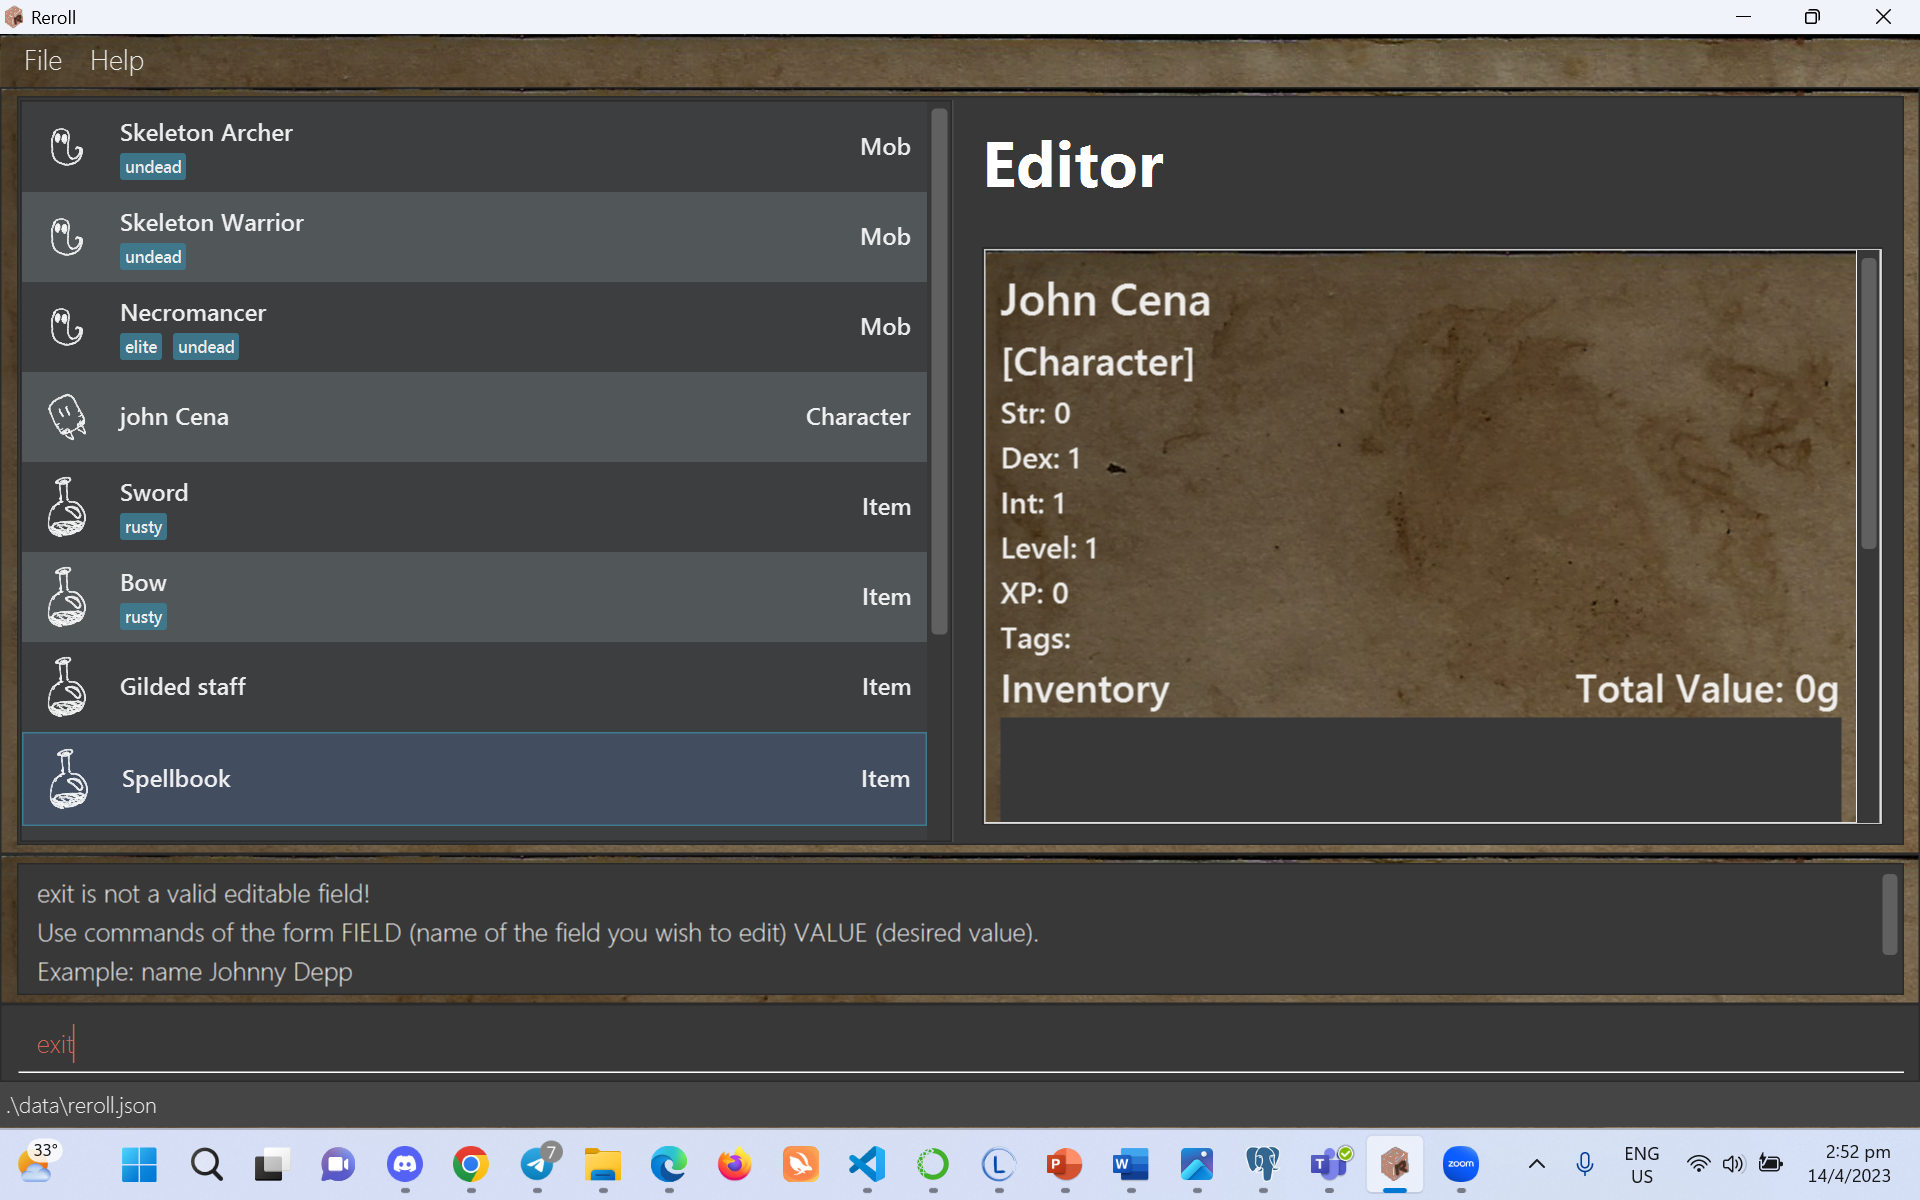 Reroll
File Help
Skeleton Archer
undead
Mob
Skeleton Warrior
undead
Mob
Necromancer
elite undead
Mob
john Cena
Character
Sword
rusty
Item
Bow
rusty
Item
Gilded staff
Item
Spellbook
Item
Editor
John Cena
[Character]
Str: 0
Dex: 1
Int: 1
Level: 1
XP: 0
Tags:
Inventory Total Value: 0g
exit is not a valid editable field!
Use commands of the form FIELD (name of the field you wish to edit) VALUE (desired value).
Example: name Johnny Depp
exit
.\data\reroll.json
33°
7
L
P
W
T
zoom
ENG
US
2:52 pm
14/4/2023